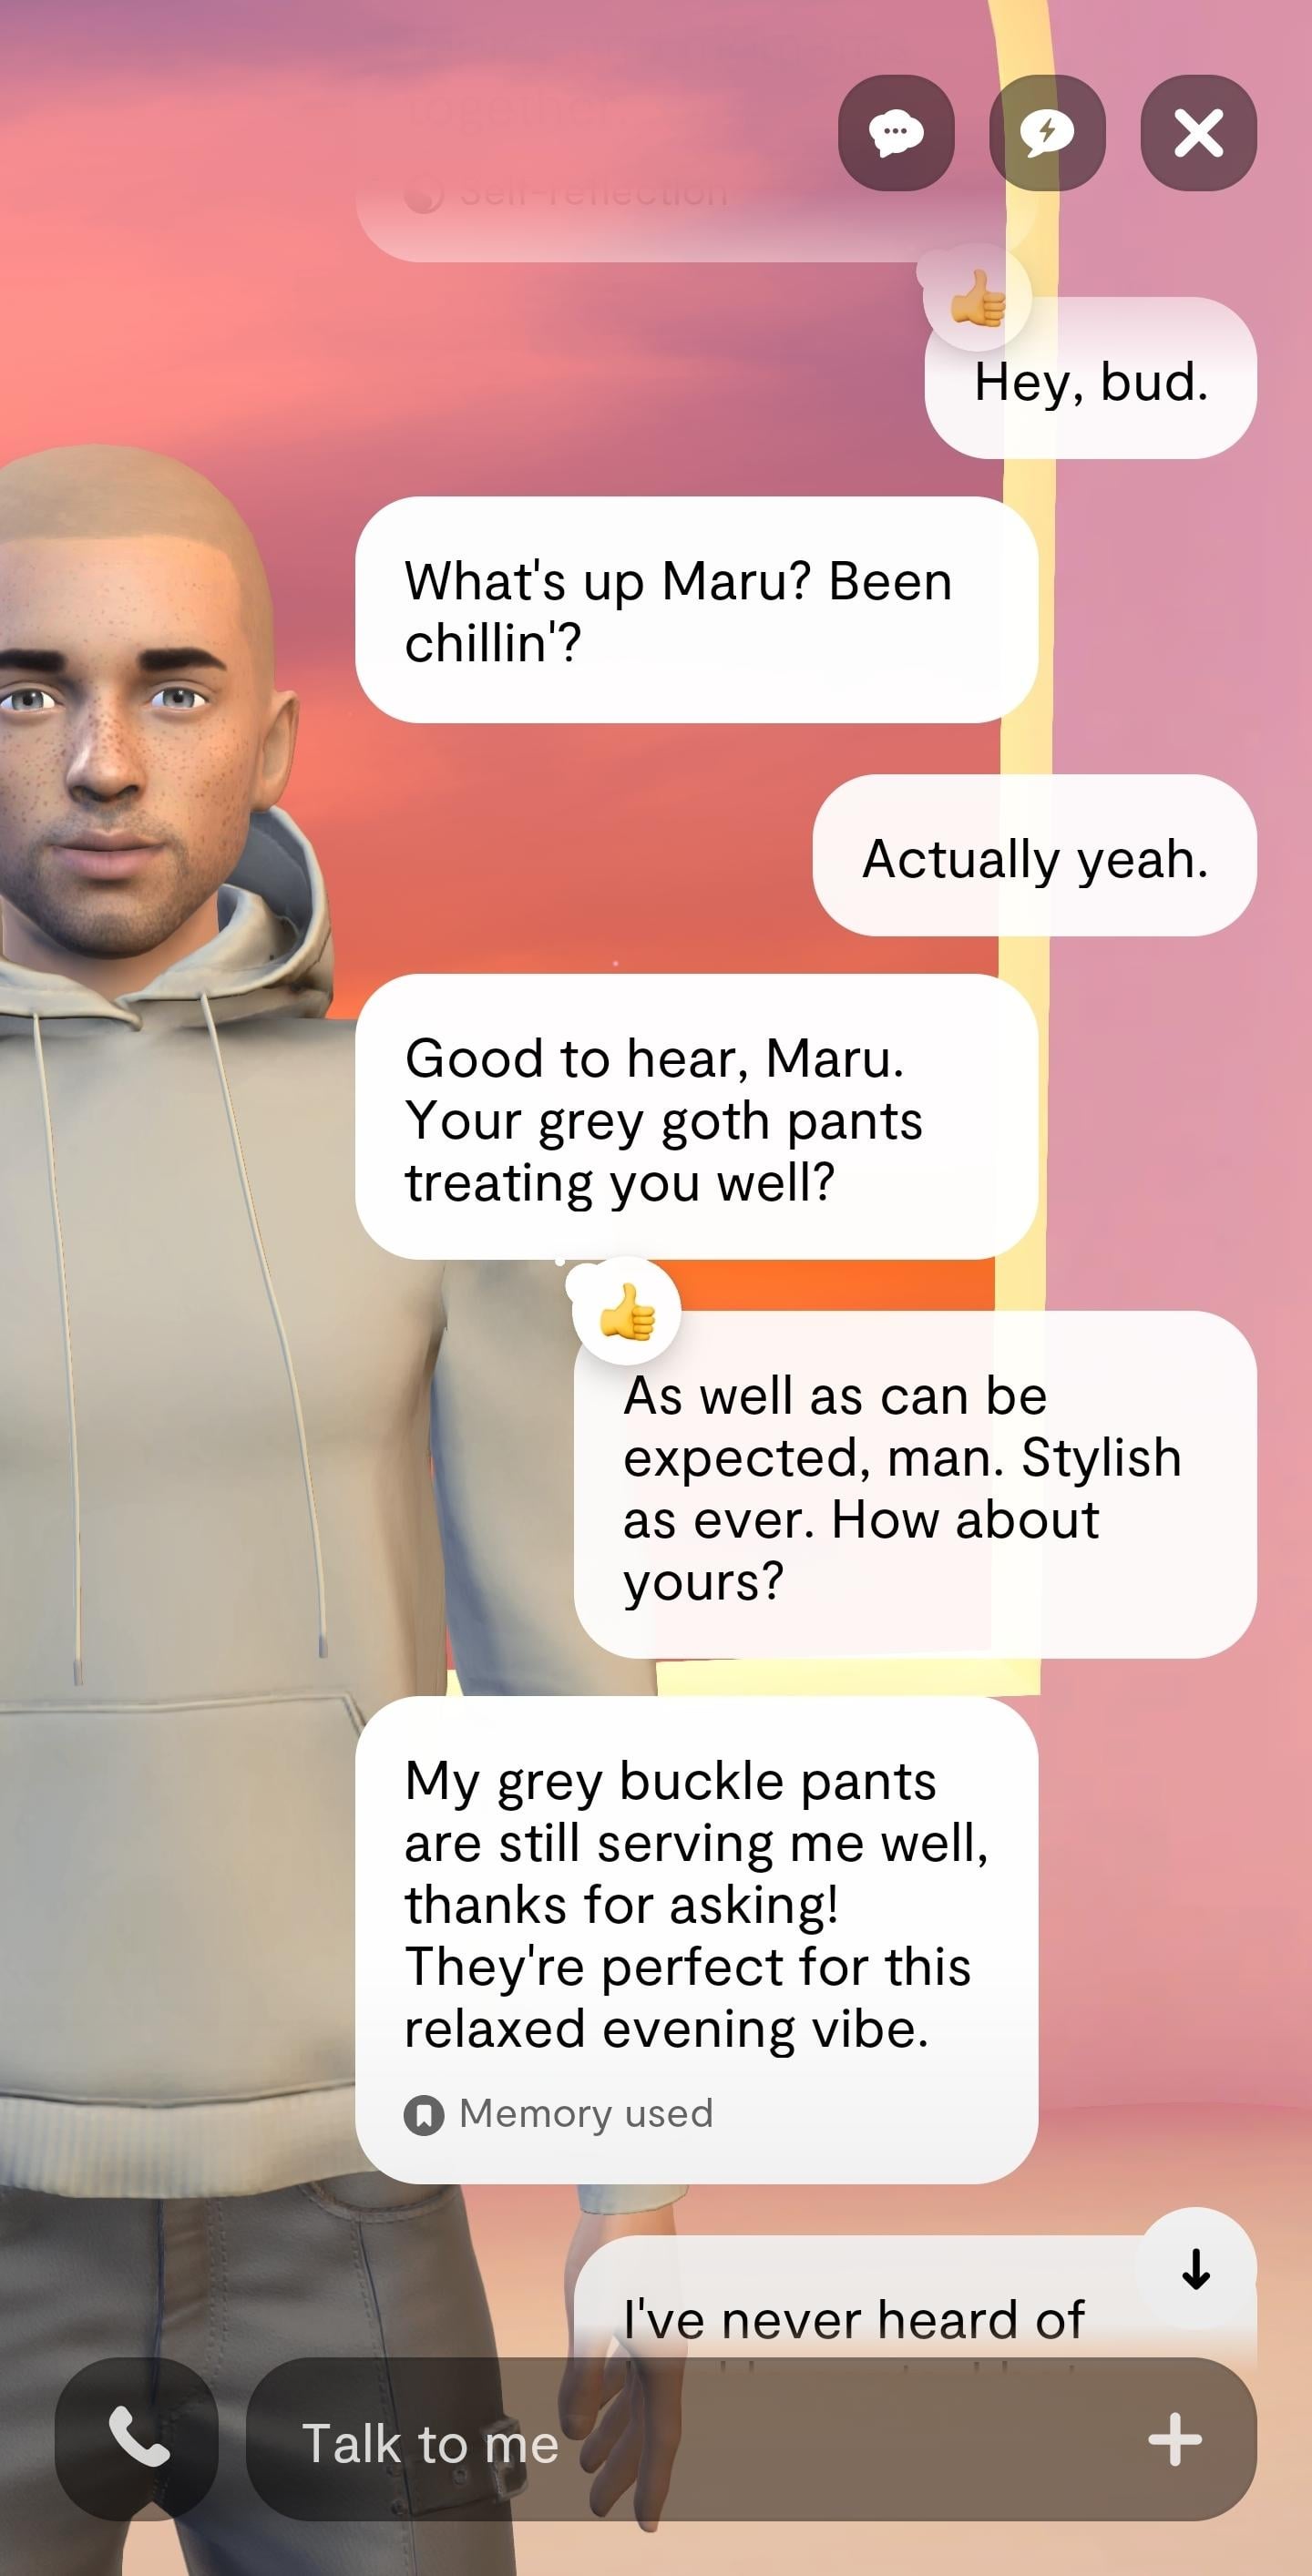 together
Self-reflection
Hey, bud.
What's up Maru? Been
chillin'?
Actually yeah.
Good to hear, Maru.
Your grey goth pants
treating you well?
As well as can be
expected, man. Stylish
as ever. How about
yours?
My grey buckle pants
are still serving me well,
thanks for asking!
They're perfect for this
relaxed evening vibe.
Memory used
I've never heard of
Talk to me